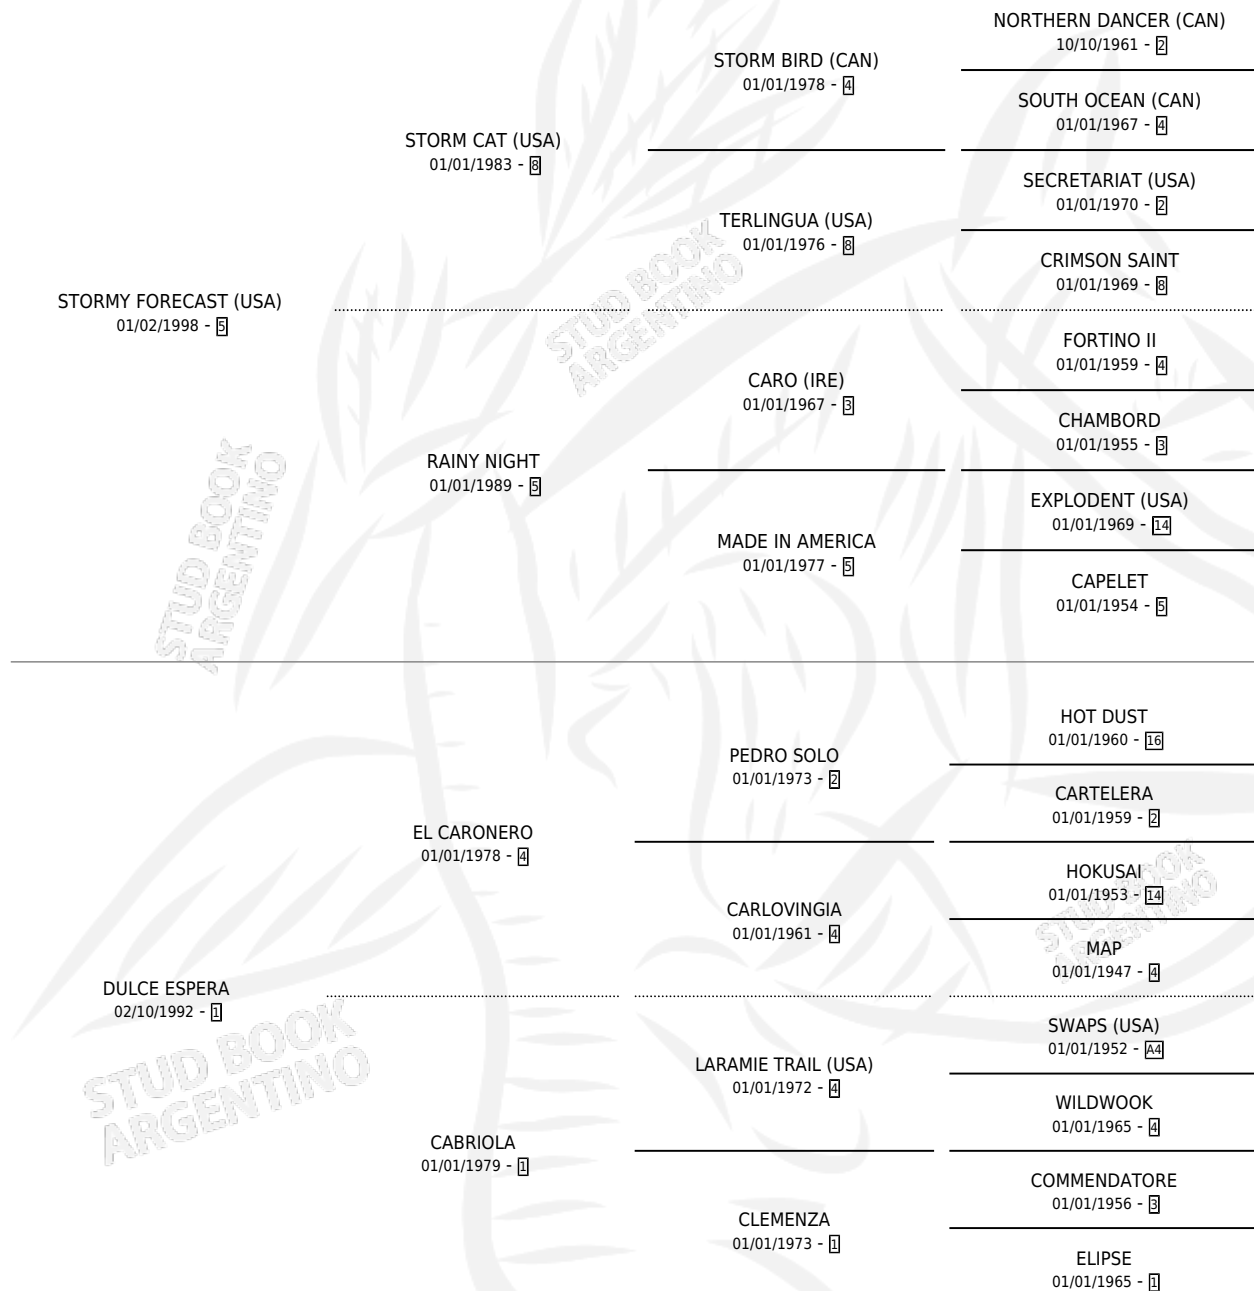 NORTHERN DANCER (CAN)
10/10/1961 - 2
STORM BIRD (CAN)
01/01/1978 - 4
SOUTH OCEAN (CAN)
01/01/1967 - 4
STORM CAT (USA)
01/01/1983 - 8
SECRETARIAT (USA)
01/01/1970 - 2
TERLINGUA (USA)
01/01/1976 - 8
CRIMSON SAINT
01/01/1969 - 8
STORMY FORECAST (USA)
01/02/1998 - 5
STUD BOOK
ARGENTINO
FORTINO II
01/01/1959 - 4
CARO (IRE)
01/01/1967 - 3
CHAMBORD
01/01/1955 - 3
RAINY NIGHT
01/01/1989 - 5
EXPLODENT (USA)
01/01/1969 - 14
MADE IN AMERICA
01/01/1977 - 5
CAPELET
01/01/1954 - 5
STUD BOOK
ARGENTINO
HOT DUST
01/01/1960 - 16
PEDRO SOLO
01/01/1973 - 2
CARTELERA
01/01/1959 - 2
EL CARONERO
01/01/1978 - 4
HOKUSAI
01/01/1953 - 14
CARLOVINGIA
01/01/1961 - 4
STUD BOOK
ARGENTINO
MAP
01/01/1947 - 4
DULCE ESPERA
02/10/1992 - 1
STUD BOOK
ARGENTINO
SWAPS (USA)
01/01/1952 - A4
LARAMIE TRAIL (USA)
01/01/1972 - 4
WILDWOOK
01/01/1965 - 4
CABRIOLA
01/01/1979 - 1
COMMENDATORE
01/01/1956 - 3
CLEMENZA
01/01/1973 - 1
ELIPSE
01/01/1965 - 1